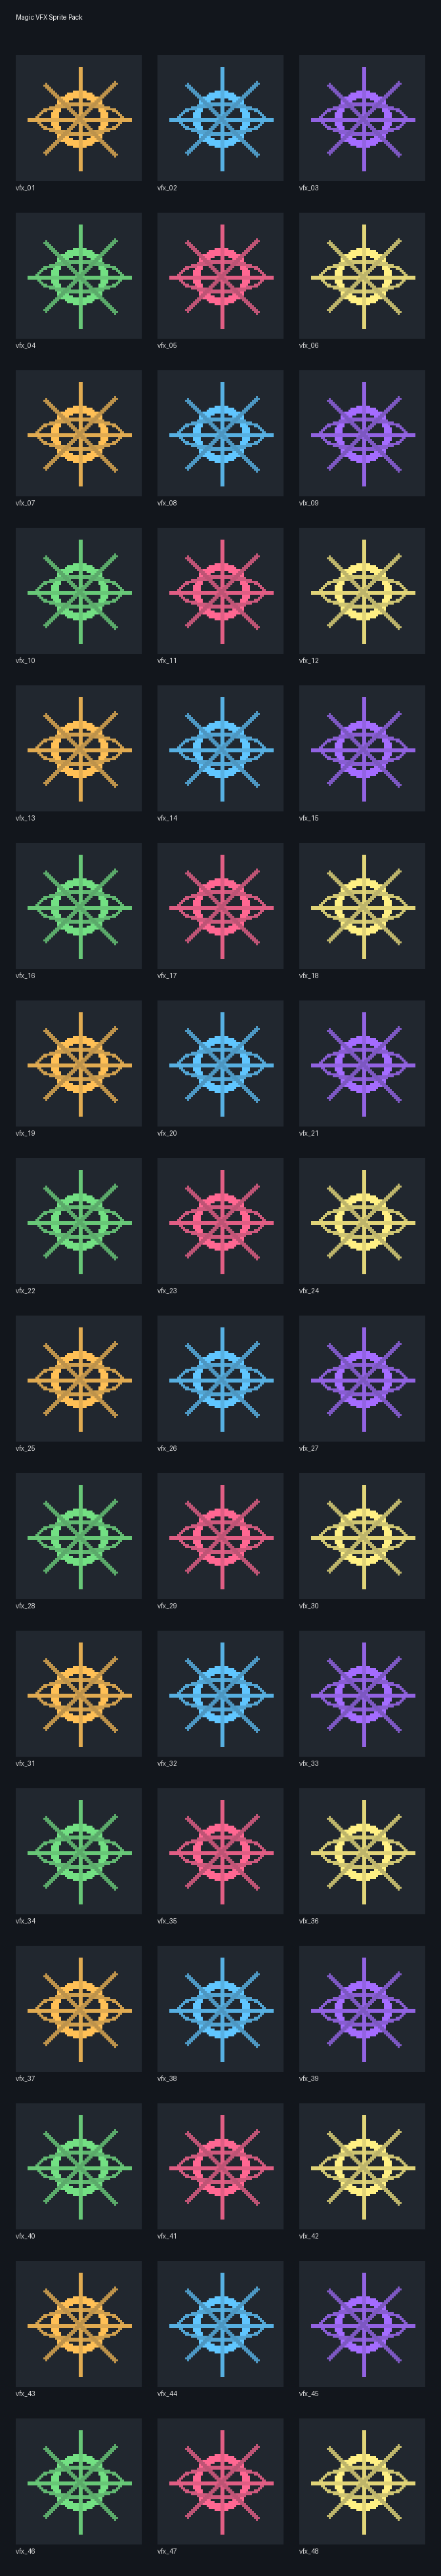 Magic VFX Sprite Pack
vfx_01 vfx_02 vfx_03
vfx_04 vfx_05 vfx_06
vfx_07 vfx_08 vfx_09
vfx_10 vfx_11 vfx_12
vfx_13 vfx_14 vfx_15
vfx_16 vfx_17 vfx_18
vfx_19 vfx_20 vfx_21
vfx_22 vfx_23 vfx_24
vfx_25 vfx_26 vfx_27
vfx_28 vfx_29 vfx_30
vfx_31 vfx_32 vfx_33
vfx_34 vfx_35 vfx_36
vfx_37 vfx_38 vfx_39
vfx_40 vfx_41 vfx_42
vfx_43 vfx_44 vfx_45
vfx_46 vfx_47 vfx_48